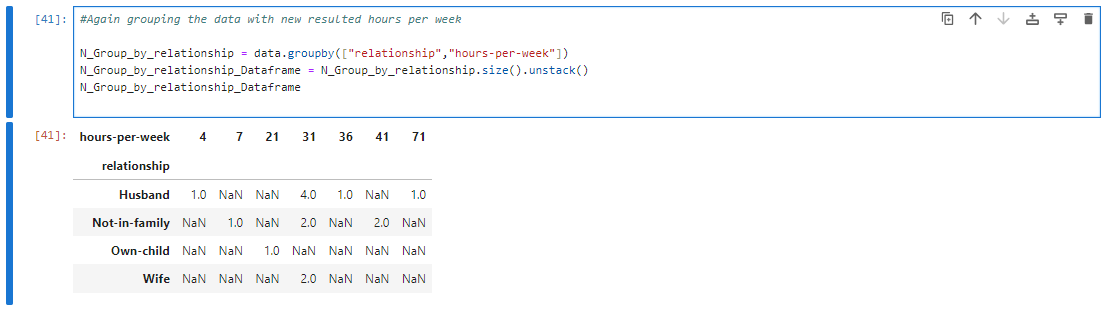 [41]: #Again grouping the data with new resulted hours per week
N_Group_by_relationship = data.groupby(["relationship","hours-per-week"])
N_Group_by_relationship_Dataframe = N_Group_by_relationship.size().unstack()
N_Group_by_relationship_Dataframe
[41]: hours-per-week 4 7 21 31 36 41 71
relationship
Husband 1.0 NaN NaN 4.0 1.0 NaN 1.0
Not-in-family NaN 1.0 NaN 2.0 NaN 2.0 NaN
Own-child NaN NaN 1.0 NaN NaN NaN NaN
Wife NaN NaN NaN 2.0 NaN NaN NaN